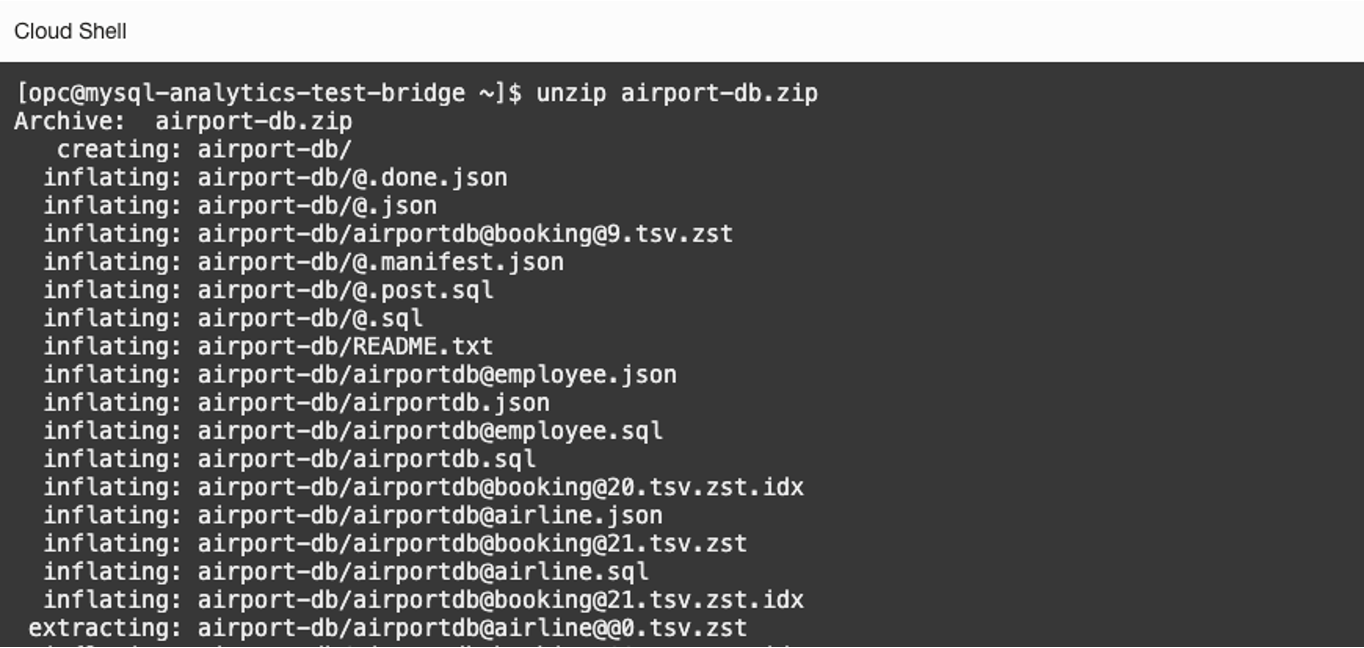 Cloud Shell
[opc@mysql-analytics-test-bridge ~]$ unzip airport-db.zip
Archive:  airport-db.zip
   creating: airport-db/
  inflating: airport-db/@.done.json
  inflating: airport-db/@.json
  inflating: airport-db/airportdb@booking@9.tsv.zst
  inflating: airport-db/@.manifest.json
  inflating: airport-db/@.post.sql
  inflating: airport-db/@.sql
  inflating: airport-db/README.txt
  inflating: airport-db/airportdb@employee.json
  inflating: airport-db/airportdb.json
  inflating: airport-db/airportdb@employee.sql
  inflating: airport-db/airportdb.sql
  inflating: airport-db/airportdb@booking@20.tsv.zst.idx
  inflating: airport-db/airportdb@airline.json
  inflating: airport-db/airportdb@booking@21.tsv.zst
  inflating: airport-db/airportdb@airline.sql
  inflating: airport-db/airportdb@booking@21.tsv.zst.idx
 extracting: airport-db/airportdb@airline@@0.tsv.zst